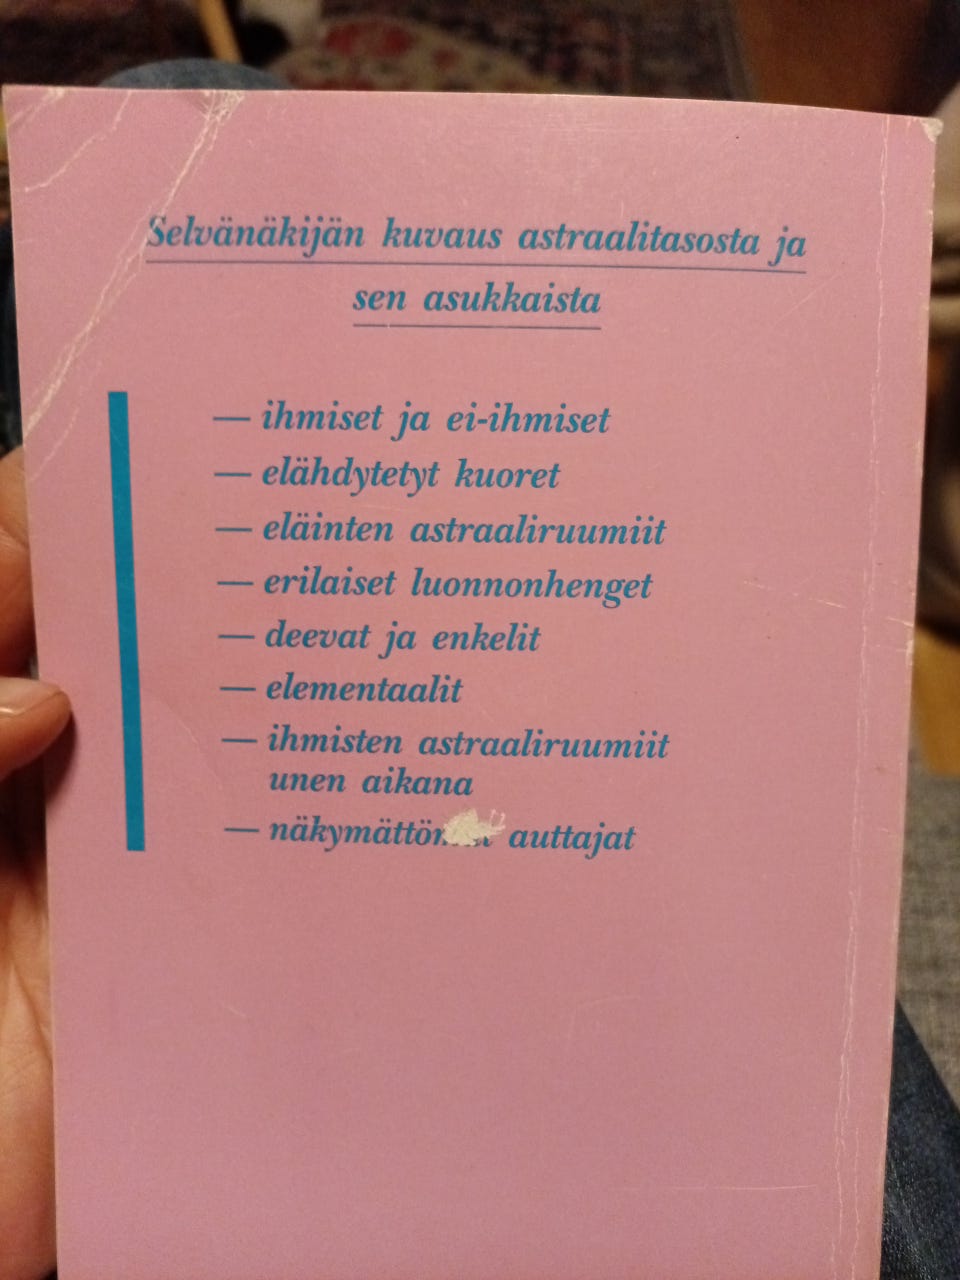 Selvänäkijän kuvaus astraalitasosta ja
sen asukkaista
— ihmiset ja ei-ihmiset
— elähdytetyt kuoret
— eläinten astraaliruumiit
— erilaiset luonnonhenget
— deevat ja enkelit
— elementaalit
— ihmisten astraaliruumiit
unen aikana
— auttajat